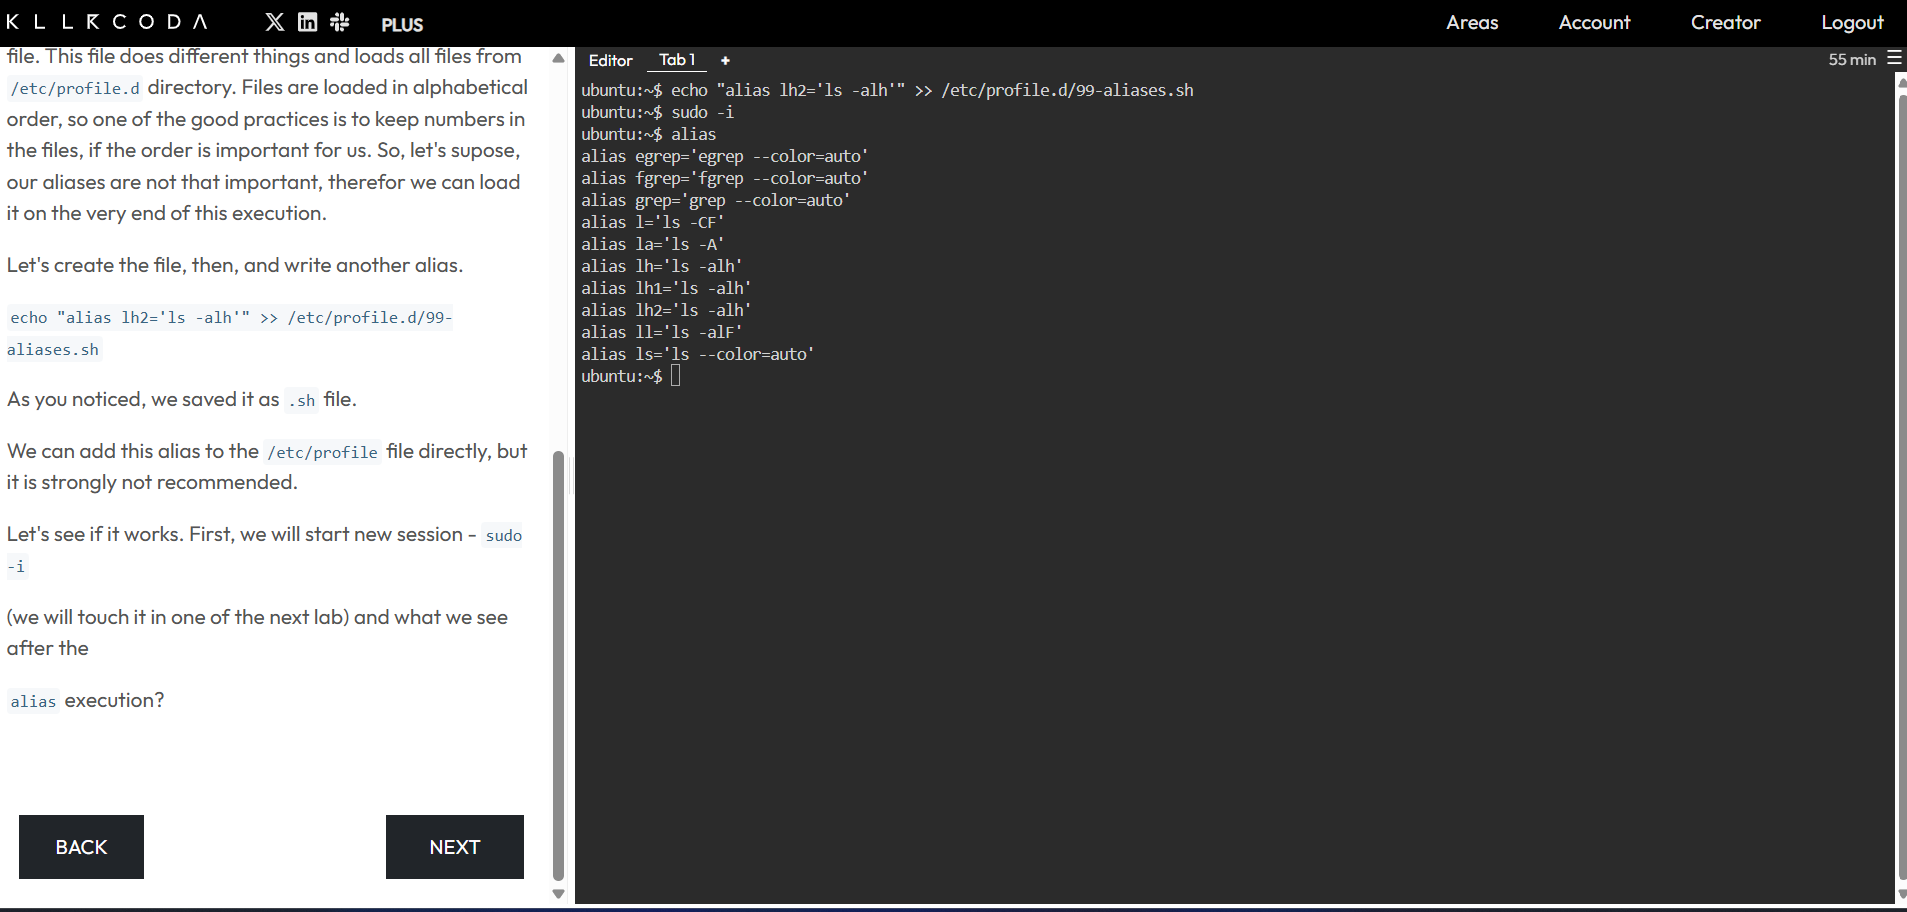 KLLRCODA PLUS Areas Account Creator Logout
file. This file does different things and loads all files from
/etc/profile.d directory. Files are loaded in alphabetical
order, so one of the good practices is to keep numbers in
the files, if the order is important for us. So, let's supose,
our aliases are not that important, therefor we can load
it on the very end of this execution.
Let's create the file, then, and write another alias.
echo "alias lh2='ls -alh'" >> /etc/profile.d/99-
aliases.sh
As you noticed, we saved it as .sh file.
We can add this alias to the /etc/profile file directly, but
it is strongly not recommended.
Let's see if it works. First, we will start new session - sudo
-i
(we will touch it in one of the next lab) and what we see
after the
alias execution?
BACK NEXT
Editor Tab 1 + 55 min
ubuntu:~$ echo "alias lh2='ls -alh'" >> /etc/profile.d/99-aliases.sh
ubuntu:~$ sudo -i
ubuntu:~$ alias
alias egrep='egrep --color=auto'
alias fgrep='fgrep --color=auto'
alias grep='grep --color=auto'
alias l='ls -CF'
alias la='ls -A'
alias lh='ls -alh'
alias lh1='ls -alh'
alias lh2='ls -alh'
alias ll='ls -alF'
alias ls='ls --color=auto'
ubuntu:~$